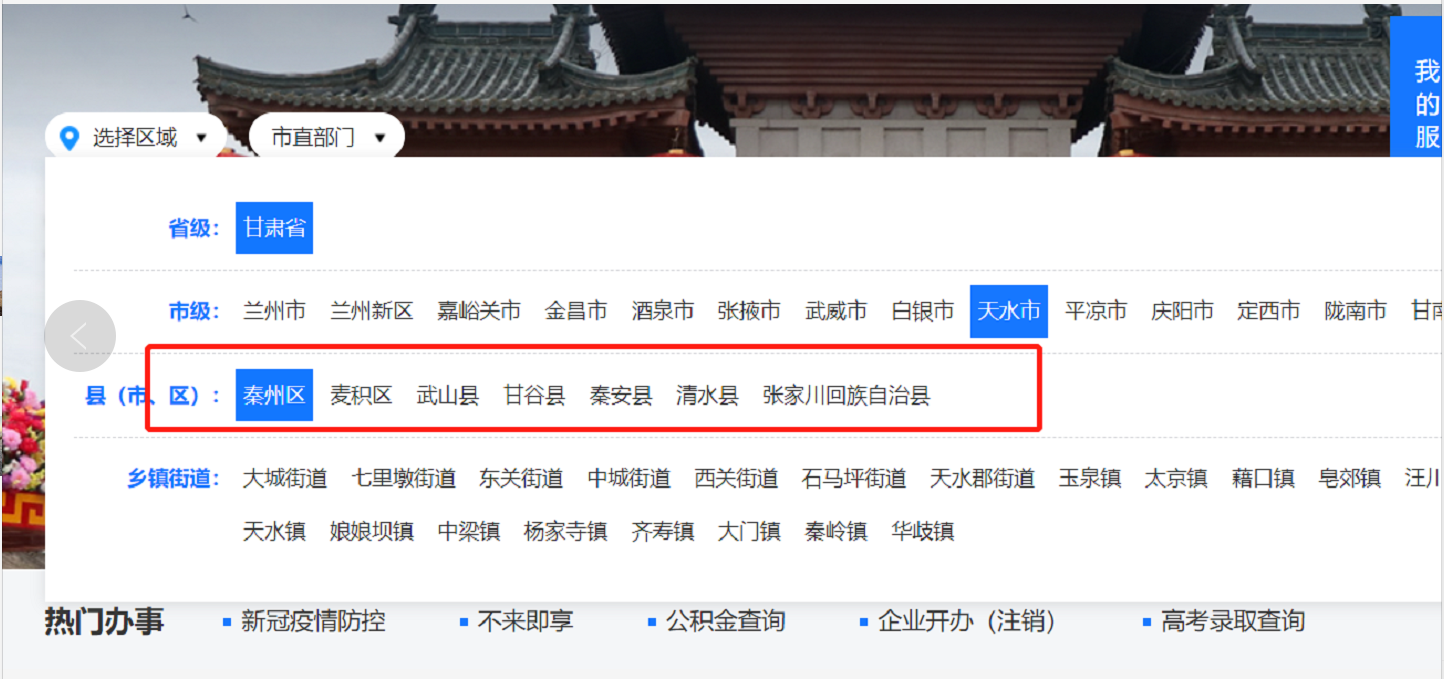 我的服
选择区域 ▼ 市直部门 ▼
省级： 甘肃省
市级： 兰州市 兰州新区 嘉峪关市 金昌市 酒泉市 张掖市 武威市 白银市 天水市 平凉市 庆阳市 定西市 陇南市 甘南
县（市、区）： 秦州区 麦积区 武山县 甘谷县 秦安县 清水县 张家川回族自治县
乡镇街道： 大城街道 七里墩街道 东关街道 中城街道 西关街道 石马坪街道 天水郡街道 玉泉镇 太京镇 藉口镇 皂郊镇 汪川
天水镇 娘娘坝镇 中梁镇 杨家寺镇 齐寿镇 大门镇 秦岭镇 华歧镇
热门办事 新冠疫情防控 不来即享 公积金查询 企业开办（注销） 高考录取查询